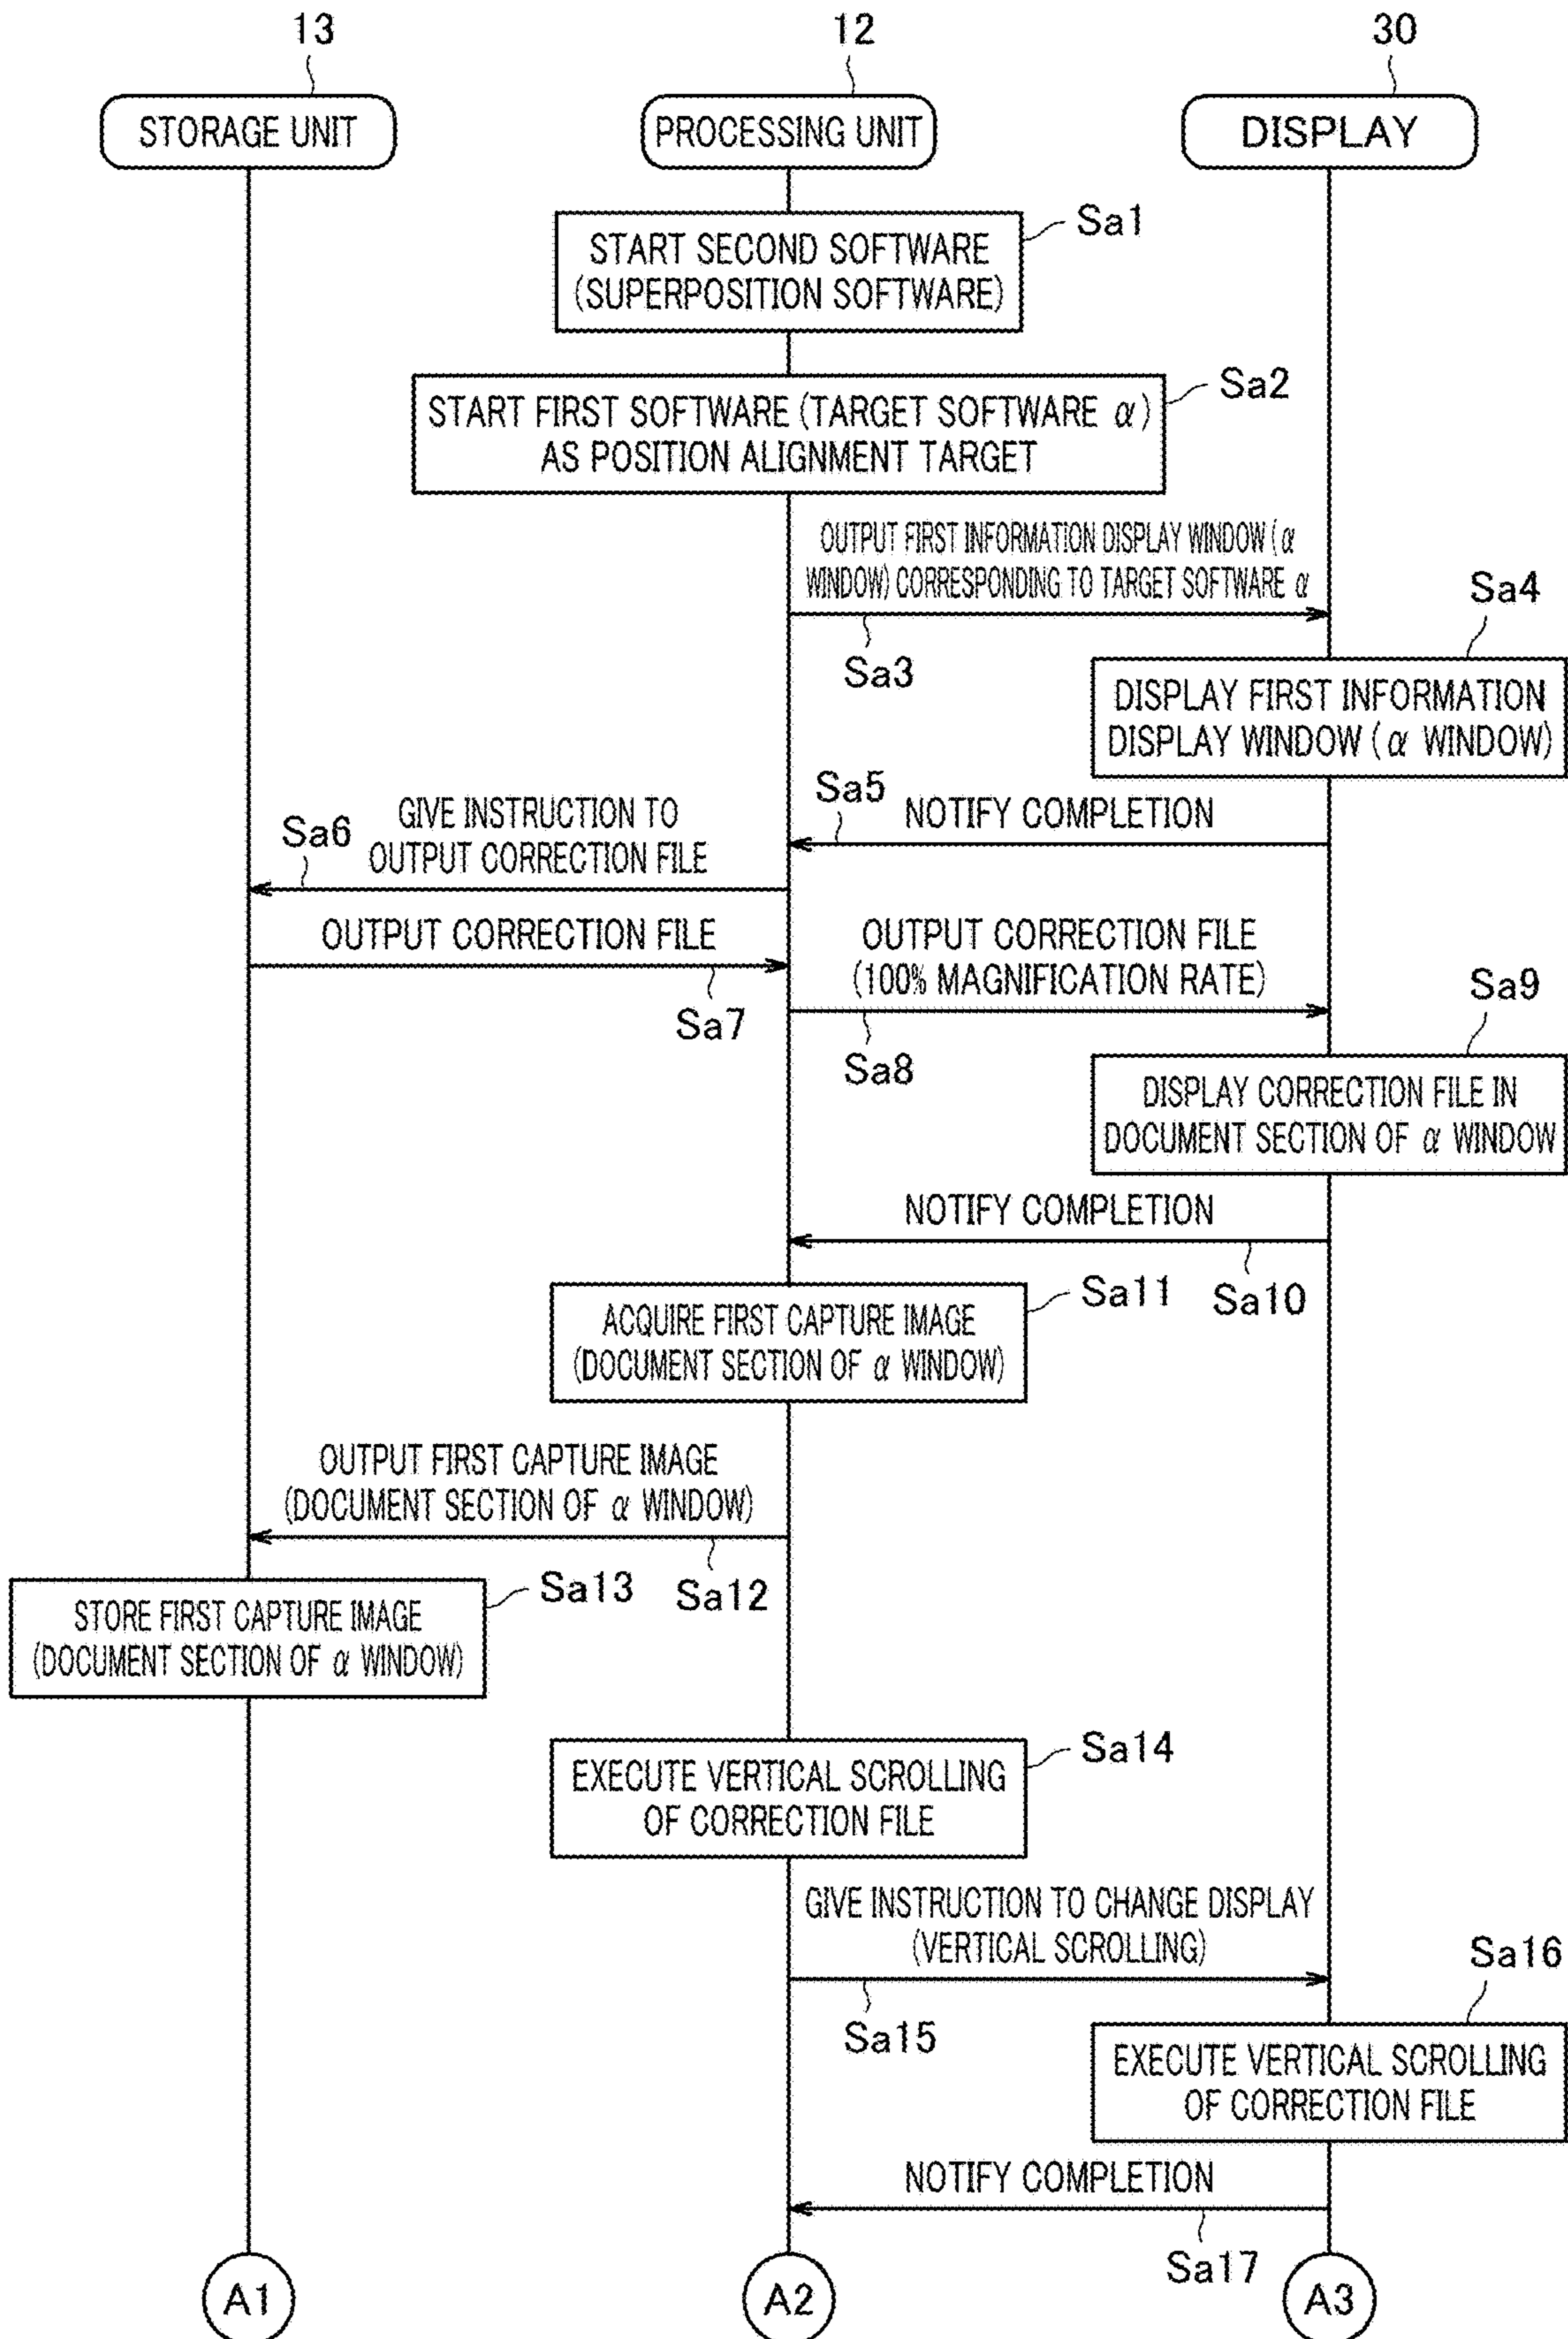 13
12
30
STORAGE UNIT
PROCESSING UNIT
DISPLAY
Sa1
START SECOND SOFTWARE
(SUPERPOSITION SOFTWARE)
Sa2
START FIRST SOFTWARE (TARGET SOFTWARE α)
AS POSITION ALIGNMENT TARGET
OUTPUT FIRST INFORMATION DISPLAY WINDOW (α
WINDOW) CORRESPONDING TO TARGET SOFTWARE α
Sa3
Sa4
DISPLAY FIRST INFORMATION
DISPLAY WINDOW (α WINDOW)
Sa5
NOTIFY COMPLETION
Sa6
GIVE INSTRUCTION TO
OUTPUT CORRECTION FILE
OUTPUT CORRECTION FILE
Sa7
OUTPUT CORRECTION FILE
(100% MAGNIFICATION RATE)
Sa8
Sa9
DISPLAY CORRECTION FILE IN
DOCUMENT SECTION OF α WINDOW
NOTIFY COMPLETION
Sa10
Sa11
ACQUIRE FIRST CAPTURE IMAGE
(DOCUMENT SECTION OF α WINDOW)
OUTPUT FIRST CAPTURE IMAGE
(DOCUMENT SECTION OF α WINDOW)
Sa12
Sa13
STORE FIRST CAPTURE IMAGE
(DOCUMENT SECTION OF α WINDOW)
Sa14
EXECUTE VERTICAL SCROLLING
OF CORRECTION FILE
GIVE INSTRUCTION TO CHANGE DISPLAY
(VERTICAL SCROLLING)
Sa15
Sa16
EXECUTE VERTICAL SCROLLING
OF CORRECTION FILE
NOTIFY COMPLETION
Sa17
A1
A2
A3